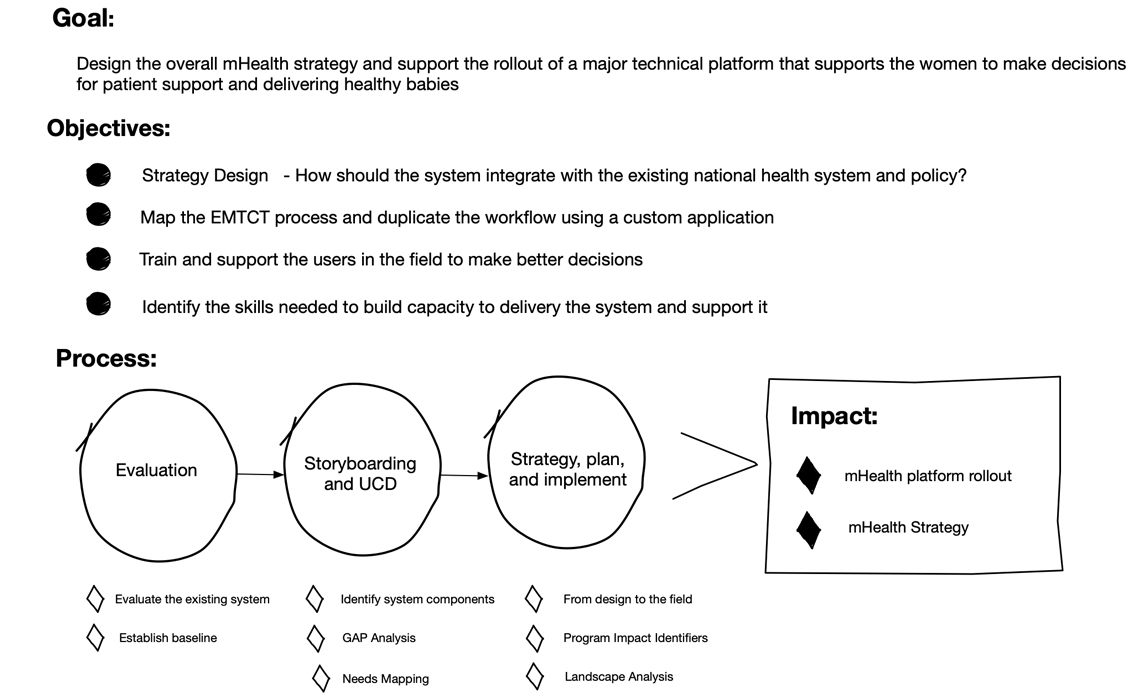 Goal:
Design the overall mHealth strategy and support the rollout of a major technical platform that supports the women to make decisions
for patient support and delivering healthy babies
Objectives:
Strategy Design - How should the system integrate with the existing national health system and policy?
Map the EMTCT process and duplicate the workflow using a custom application
Train and support the users in the field to make better decisions
Identify the skills needed to build capacity to delivery the system and support it
Process:
Evaluation
Storyboarding
and UCD
Strategy, plan,
and implement
Impact:
mHealth platform rollout
mHealth Strategy
Evaluate the existing system
Establish baseline
Identify system components
GAP Analysis
Needs Mapping
From design to the field
Program Impact Identifiers
Landscape Analysis